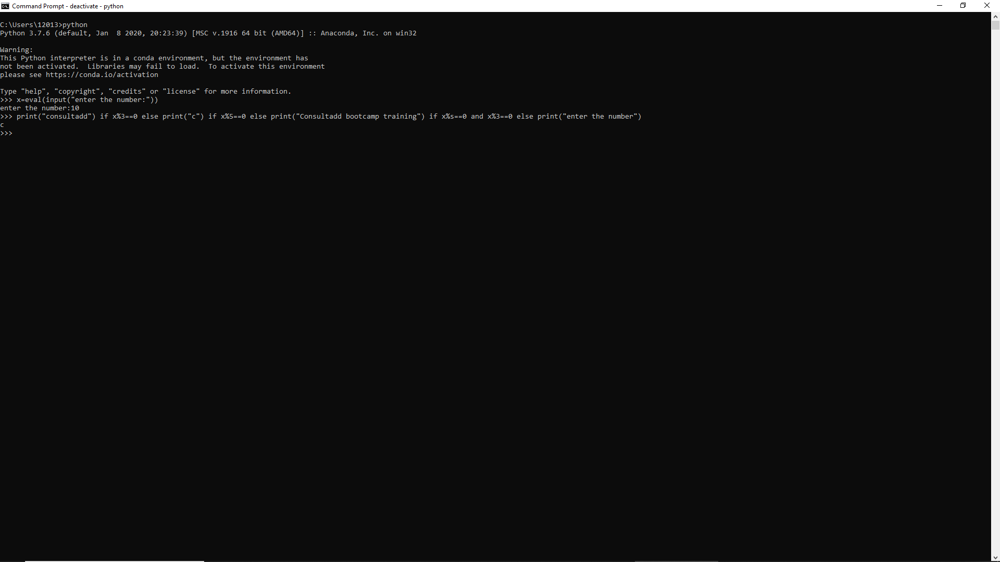 Command Prompt - deactivate - python
C:\Users\12013>python
Python 3.7.6 (default, Jan  8 2020, 20:23:39) [MSC v.1916 64 bit (AMD64)] :: Anaconda, Inc. on win32
Warning:
This Python interpreter is in a conda environment, but the environment has
not been activated.  Libraries may fail to load.  To activate this environment
please see https://conda.io/activation
Type "help", "copyright", "credits" or "license" for more information.
>>> x=eval(input("enter the number:"))
enter the number:10
>>> print("consultadd") if x%3==0 else print("c") if x%5==0 else print("Consultadd bootcamp training") if x%s==0 and x%3==0 else print("enter the number")
c
>>>